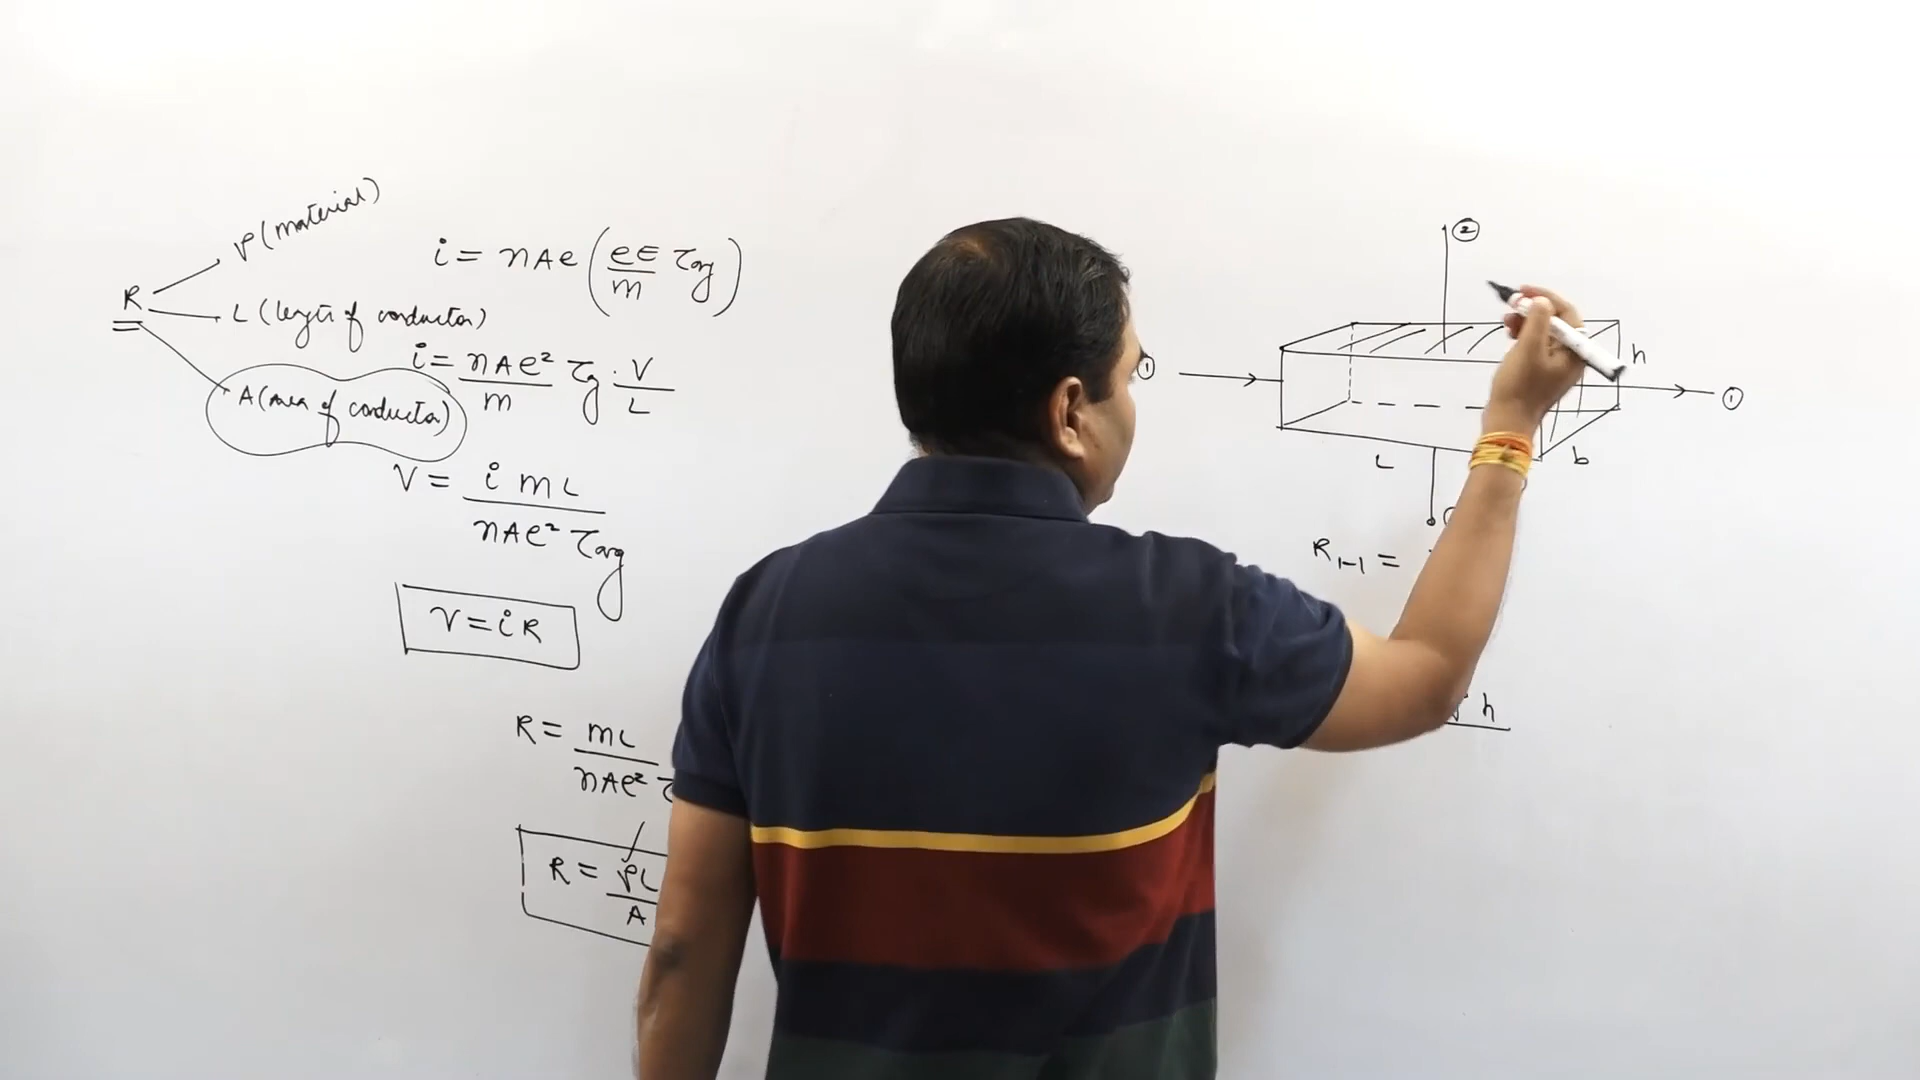 ρ (material)
R
L (length of conductor)
A (area of conductor)
i = nAe (eE/m τavg)
i = nAe²/m τavg · V/L
V = i m L / nAe² τavg
V = iR
R = mL / nAe²
R = ρL / A
②
①
h
①
L
b
R₁₋₁ =
h